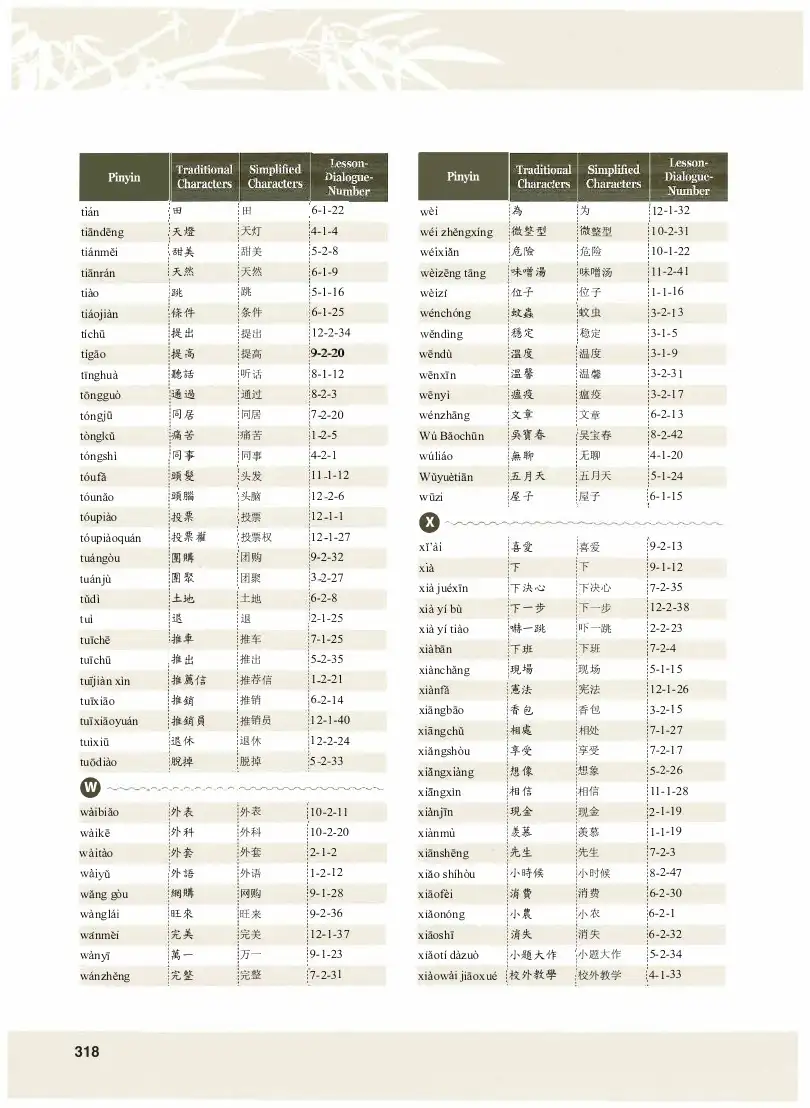 Pinyin Traditional Characters Simplified Characters Lesson-Dialogue-Number
tián 田 田 6-1-22
tiāndēng 天燈 天灯 4-1-4
tiánměi 甜美 甜美 5-2-8
tiānrán 天然 天然 6-1-9
tiào 跳 跳 5-1-16
tiáojiàn 條件 条件 6-1-25
tíchū 提出 提出 12-2-34
tígāo 提高 提高 9-2-20
tīnghuà 聽話 听话 8-1-12
tōngguò 通過 通过 8-2-3
tóngjū 同居 同居 7-2-20
tòngkǔ 痛苦 痛苦 1-2-5
tóngshì 同事 同事 4-2-1
tóufǎ 頭髮 头发 11-1-12
tóunǎo 頭腦 头脑 12-2-6
tóupiào 投票 投票 12-1-1
tóupiàoquán 投票權 投票权 12-1-27
tuángòu 團購 团购 9-2-32
tuánjù 團聚 团聚 3-2-27
tǔdì 土地 土地 6-2-8
tuì 退 退 2-1-25
tuīchē 推車 推车 7-1-25
tuīchū 推出 推出 5-2-35
tuījiàn xìn 推薦信 推荐信 1-2-21
tuīxiāo 推銷 推销 6-2-14
tuīxiāoyuán 推銷員 推销员 12-1-40
tuìxiū 退休 退休 12-2-24
tuōdiào 脫掉 脱掉 5-2-33
W
wàibiǎo 外表 外表 10-2-11
wàikē 外科 外科 10-2-20
wàitào 外套 外套 2-1-2
wàiyǔ 外語 外语 1-2-12
wǎng gòu 網購 网购 9-1-28
wànglái 旺來 旺来 9-2-36
wánměi 完美 完美 12-1-37
wànyī 萬一 万一 9-1-23
wánzhěng 完整 完整 7-2-31
Pinyin Traditional Characters Simplified Characters Lesson-Dialogue-Number
wèi 為 为 12-1-32
wéi zhěngxíng 微整型 微整型 10-2-31
wéixiǎn 危險 危险 10-1-22
wèizēng tāng 味噌湯 味噌汤 11-2-41
wèizi 位子 位子 1-1-16
wénchóng 蚊蟲 蚊虫 3-2-13
wěndìng 穩定 稳定 3-1-5
wēndù 溫度 温度 3-1-9
wēnxīn 溫馨 温馨 3-2-31
wēnyì 瘟疫 瘟疫 3-2-17
wénzhāng 文章 文章 6-2-13
Wú Bǎochūn 吳寶春 吴宝春 8-2-42
wúliáo 無聊 无聊 4-1-20
Wǔyuètiān 五月天 五月天 5-1-24
wūzi 屋子 屋子 6-1-15
X
xǐ'ài 喜愛 喜爱 9-2-13
xià 下 下 9-1-12
xià juéxīn 下決心 下决心 7-2-35
xià yí bù 下一步 下一步 12-2-38
xià yí tiào 嚇一跳 吓一跳 2-2-23
xiàbān 下班 下班 7-2-4
xiànchǎng 現場 现场 5-1-15
xiànfǎ 憲法 宪法 12-1-26
xiāngbāo 香包 香包 3-2-15
xiāngchǔ 相處 相处 7-1-27
xiǎngshòu 享受 享受 7-2-17
xiǎngxiàng 想像 想象 5-2-26
xiāngxìn 相信 相信 11-1-28
xiànjīn 現金 现金 2-1-19
xiànmù 羨慕 羨慕 1-1-19
xiānshēng 先生 先生 7-2-3
xiǎo shíhòu 小時候 小时候 8-2-47
xiāofèi 消費 消费 6-2-30
xiǎonóng 小農 小农 6-2-1
xiāoshī 消失 消失 6-2-32
xiǎotí dàzuò 小題大作 小题大作 5-2-34
xiàowài jiāoxué 校外教學 校外教学 4-1-33
318